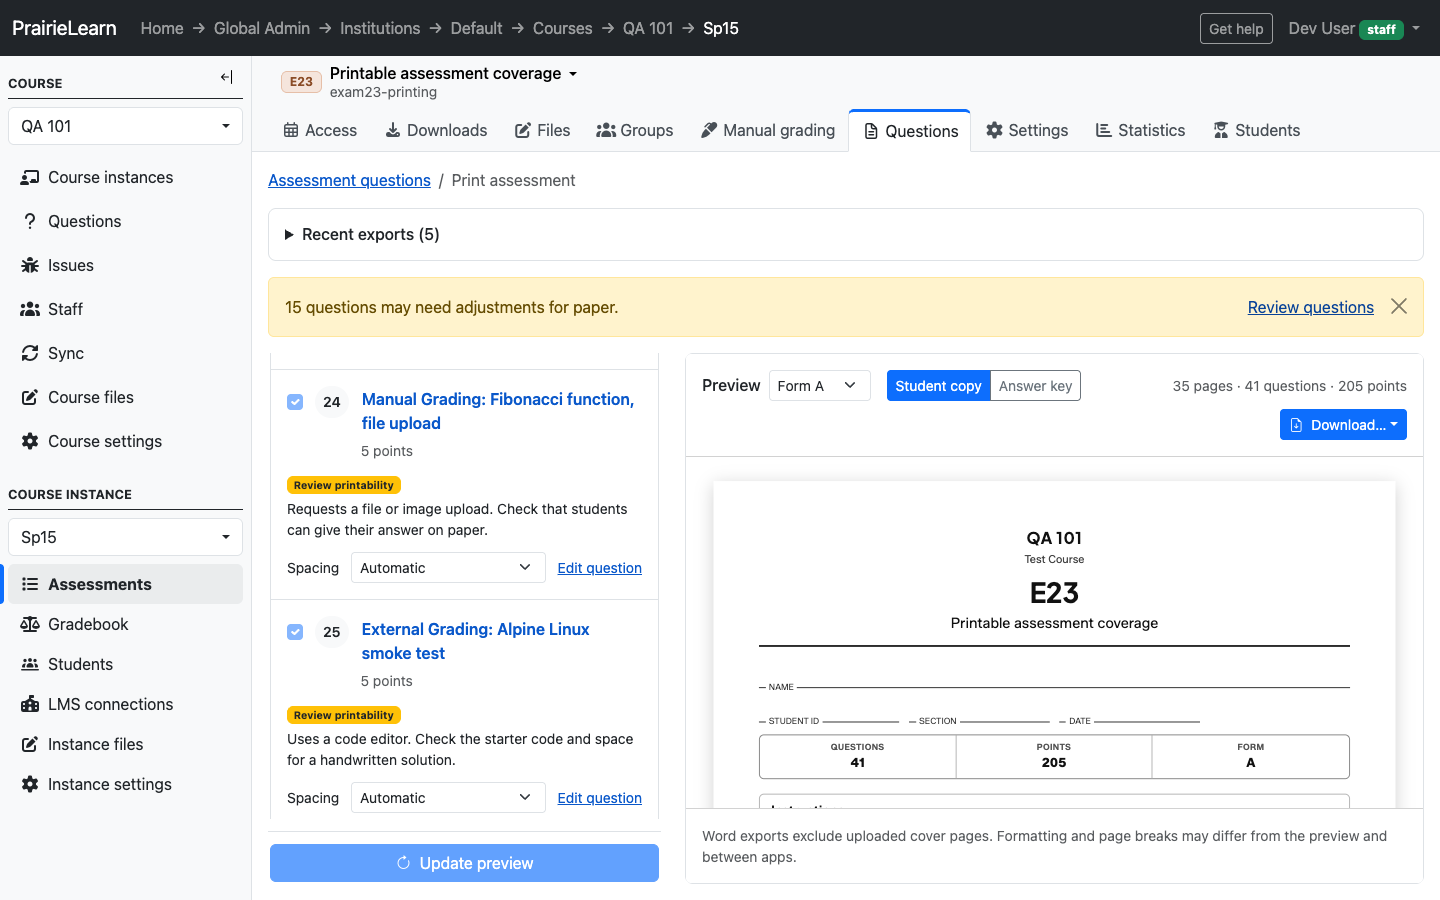 PrairieLearn Home → Global Admin → Institutions → Default → Courses → QA 101 → Sp15 Get help Dev User staff
COURSE
QA 101
Course instances
Questions
Issues
Staff
Sync
Course files
Course settings
COURSE INSTANCE
Sp15
Assessments
Gradebook
Students
LMS connections
Instance files
Instance settings
E23 Printable assessment coverage
exam23-printing
Access Downloads Files Groups Manual grading Questions Settings Statistics Students
Assessment questions / Print assessment
Recent exports (5)
15 questions may need adjustments for paper. Review questions
24 Manual Grading: Fibonacci function,
file upload
5 points
Review printability
Requests a file or image upload. Check that students
can give their answer on paper.
Spacing Automatic Edit question
25 External Grading: Alpine Linux
smoke test
5 points
Review printability
Uses a code editor. Check the starter code and space
for a handwritten solution.
Spacing Automatic Edit question
Update preview
Preview Form A Student copy Answer key 35 pages · 41 questions · 205 points
Download...
QA 101
Test Course
E23
Printable assessment coverage
NAME
STUDENT ID SECTION DATE
QUESTIONS POINTS FORM
41 205 A
Word exports exclude uploaded cover pages. Formatting and page breaks may differ from the preview and
between apps.